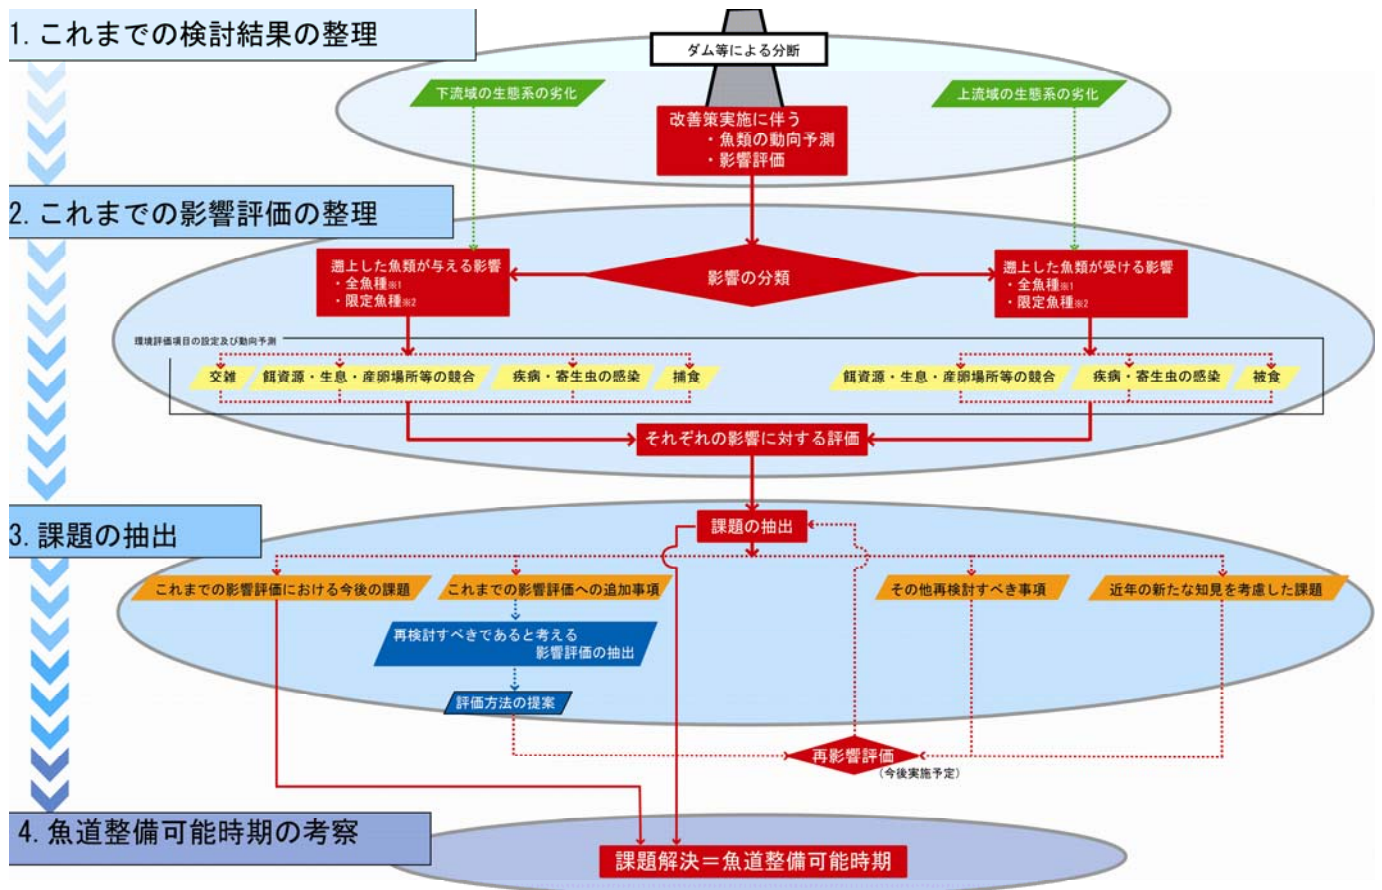 1. これまでの検討結果の整理
ダム等による分断
下流域の生態系の劣化
上流域の生態系の劣化
改善策実施に伴う
・魚類の動向予測
・影響評価
2. これまでの影響評価の整理
遡上した魚類が与える影響
・全魚種※1
・限定魚種※2
影響の分類
遡上した魚類が受ける影響
・全魚種※1
・限定魚種※2
環境評価項目の設定及び動向予測
交雑
餌資源・生息・産卵場所等の競合
疾病・寄生虫の感染
捕食
餌資源・生息・産卵場所等の競合
疾病・寄生虫の感染
被食
それぞれの影響に対する評価
3. 課題の抽出
課題の抽出
これまでの影響評価における今後の課題
これまでの影響評価への追加事項
その他再検討すべき事項
近年の新たな知見を考慮した課題
再検討すべきであると考える
影響評価の抽出
評価方法の提案
再影響評価
(今後実施予定)
4. 魚道整備可能時期の考察
課題解決＝魚道整備可能時期